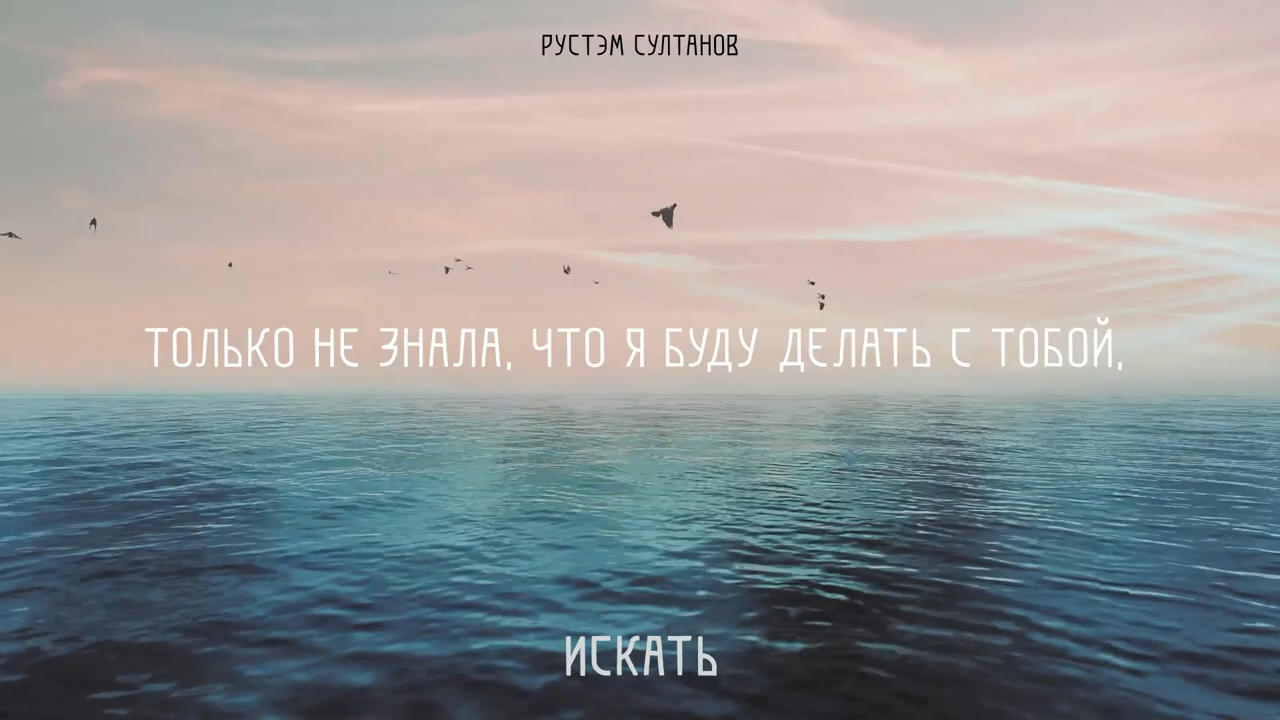 РУСТЭМ СУЛТАНОВ
ТОЛЬКО НЕ ЗНАЛА, ЧТО Я БУДУ ДЕЛАТЬ С ТОБОЙ,
ИСКАТЬ